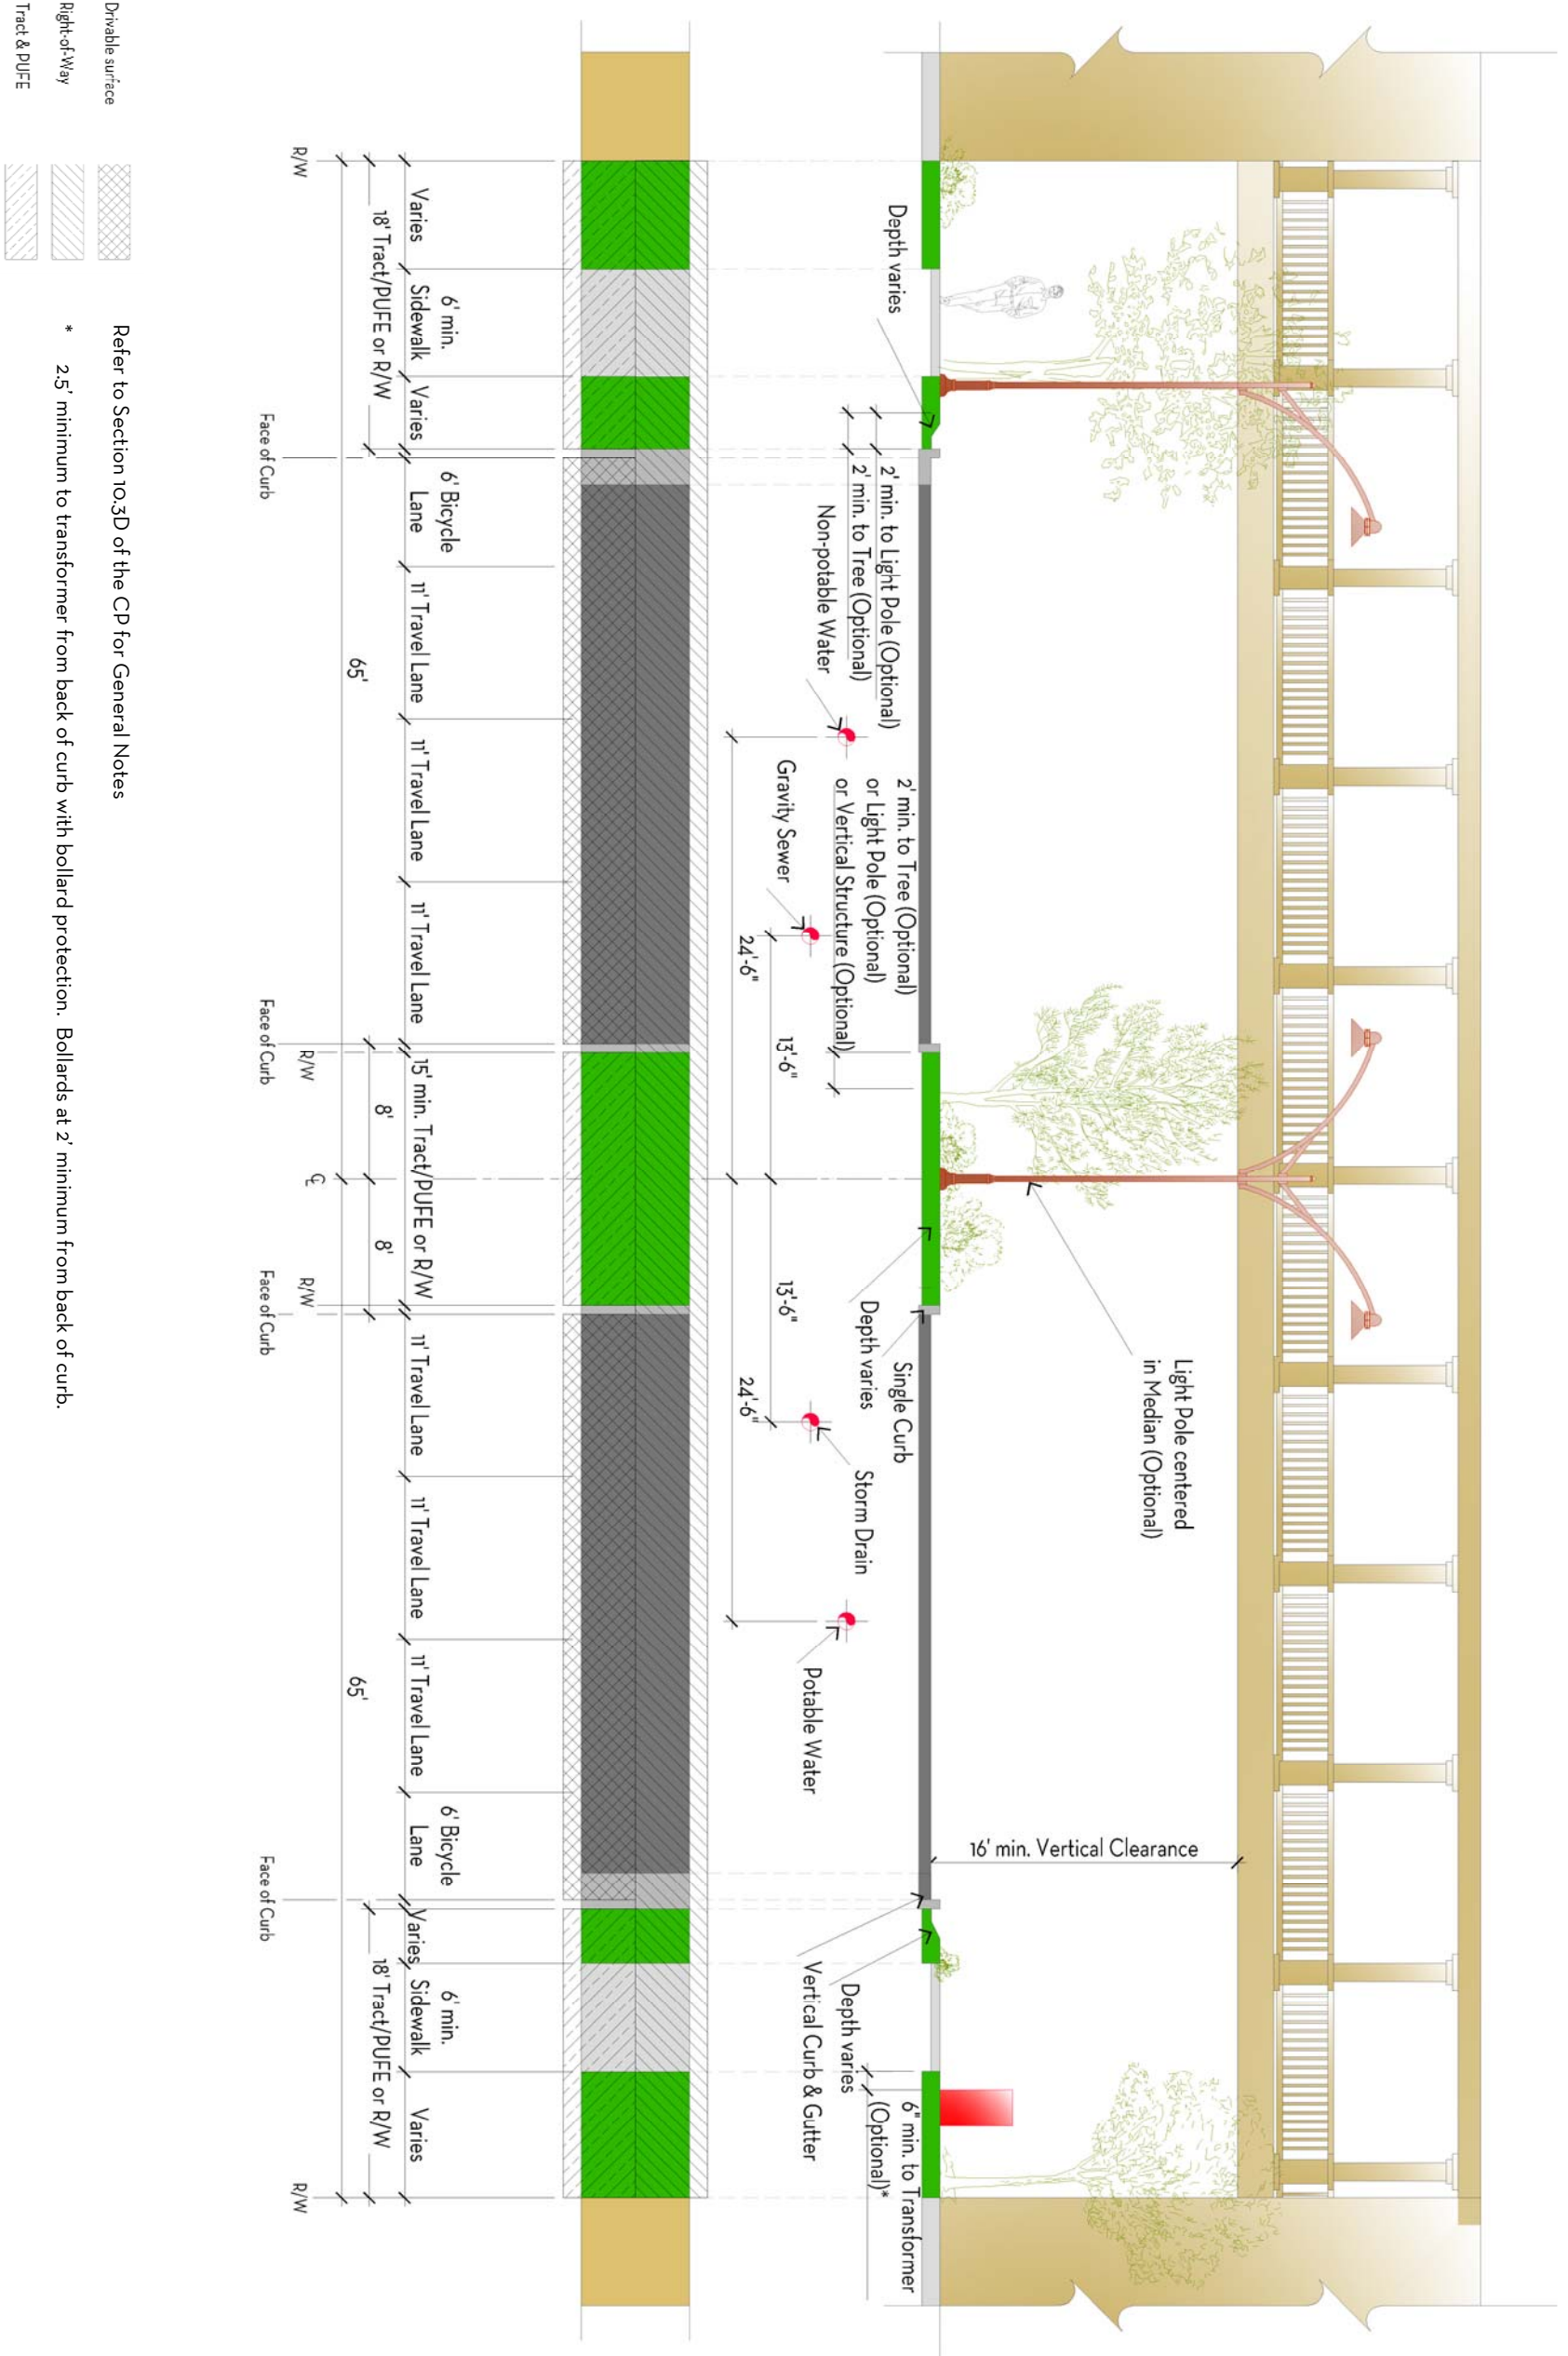 16' min. Vertical Clearance
Light Pole centered
in Median (Optional)
Depth varies
2' min. to Light Pole (Optional)
2' min. to Tree (Optional)
Non-potable Water
2' min. to Tree (Optional)
or Light Pole (Optional)
or Vertical Structure (Optional)
Gravity Sewer
Single Curb
Depth varies
Storm Drain
Potable Water
6" min. to Transformer
(Optional)*
Depth varies
Vertical Curb & Gutter
13'-6"
13'-6"
24'-6"
24'-6"
Varies
6' min.
Sidewalk
Varies
6' Bicycle
Lane
11' Travel Lane
11' Travel Lane
11' Travel Lane
15' min. Tract/PUFE or R/W
11' Travel Lane
11' Travel Lane
11' Travel Lane
6' Bicycle
Lane
Varies
6' min.
Sidewalk
Varies
18' Tract/PUFE or R/W
8'
8'
18' Tract/PUFE or R/W
65'
65'
R/W
R/W
℄
R/W
R/W
Face of Curb
Face of Curb
Face of Curb
Face of Curb
Drivable surface
Right-of-Way
Tract & PUFE
Refer to Section 10.3D of the CP for General Notes
* 2.5' minimum to transformer from back of curb with bollard protection. Bollards at 2' minimum from back of curb.